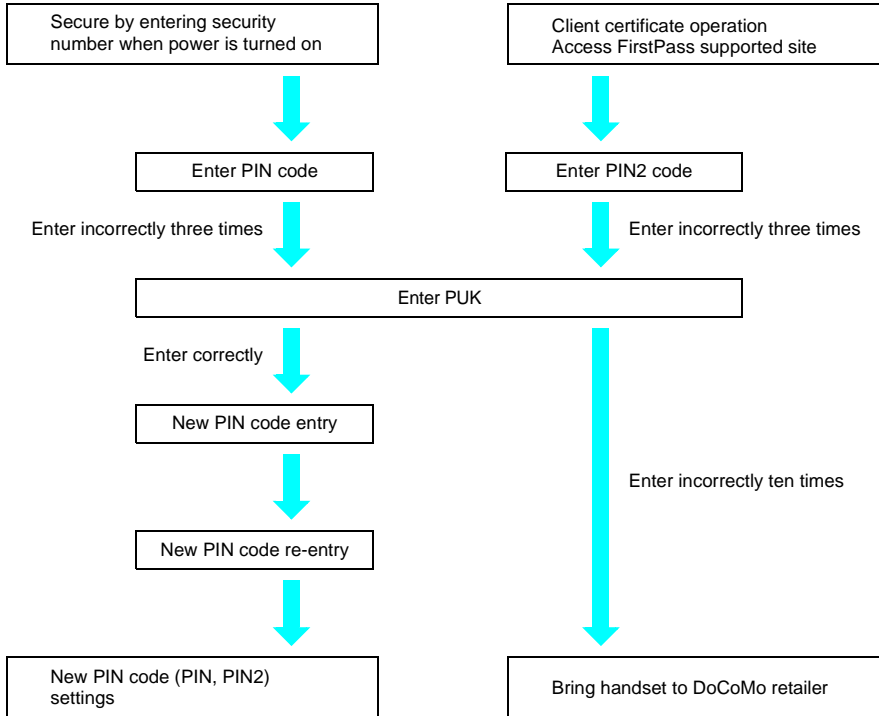 Secure by entering security
number when power is turned on
Client certificate operation
Access FirstPass supported site
Enter PIN code
Enter PIN2 code
Enter incorrectly three times
Enter incorrectly three times
Enter PUK
Enter correctly
New PIN code entry
Enter incorrectly ten times
New PIN code re-entry
New PIN code (PIN, PIN2)
settings
Bring handset to DoCoMo retailer